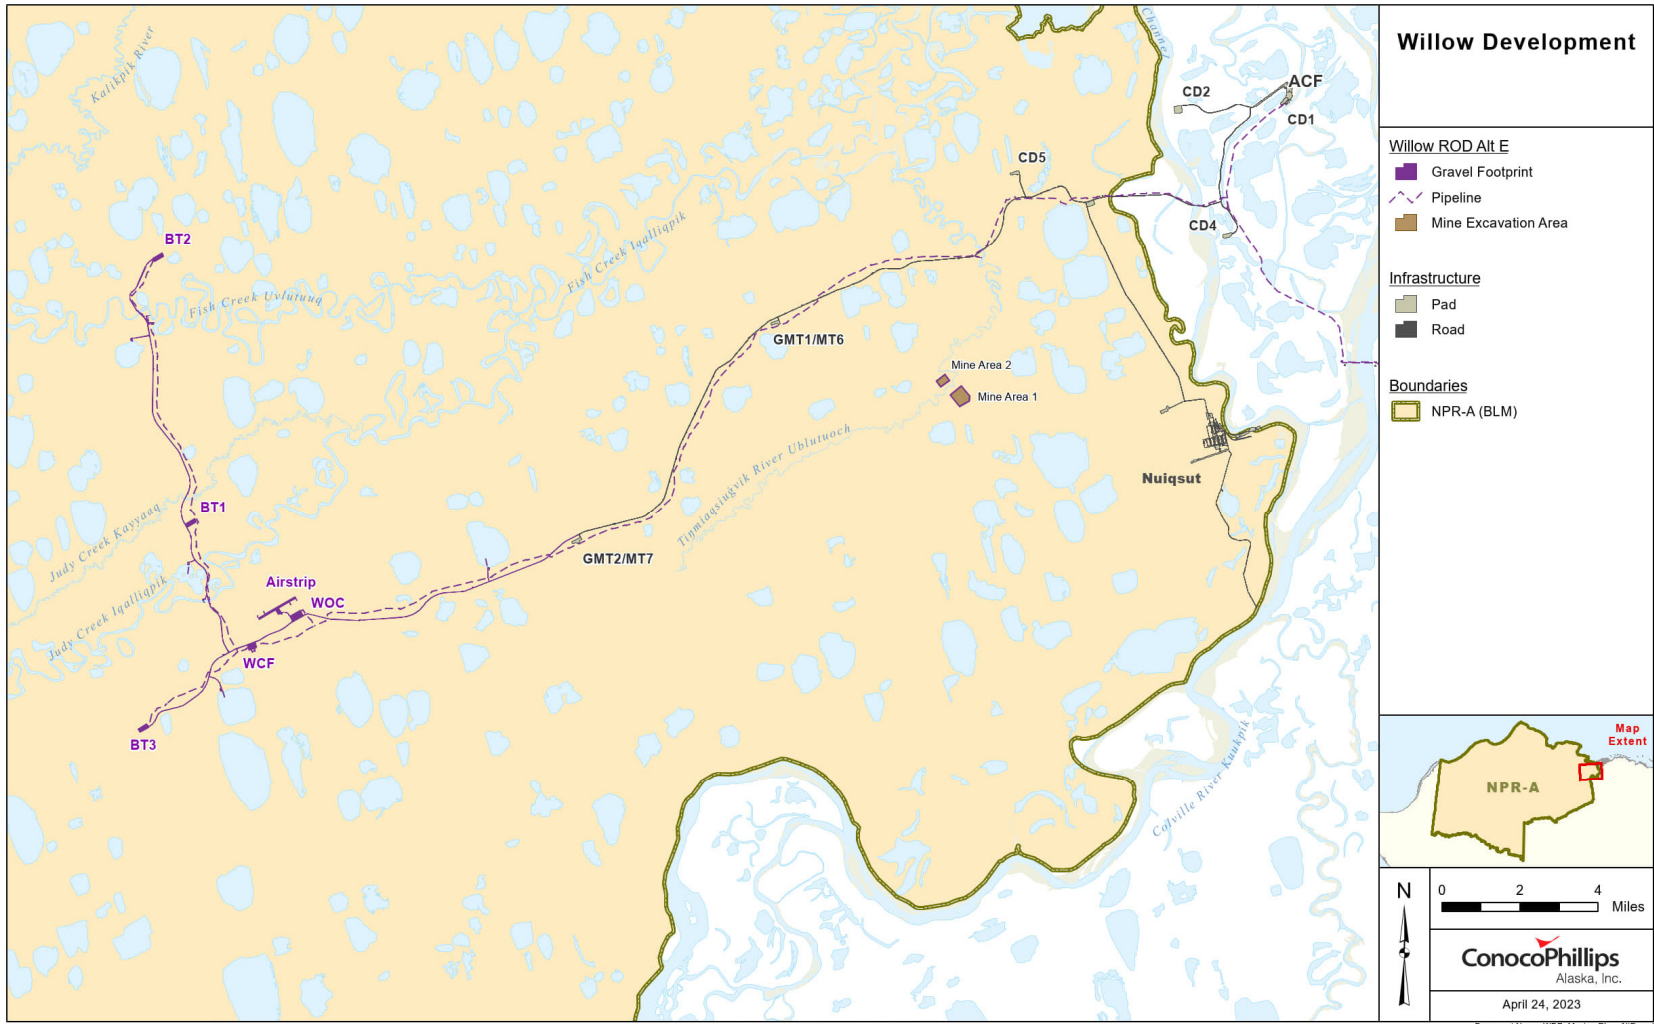 Willow Development
Willow ROD Alt E
Gravel Footprint
Pipeline
Mine Excavation Area
Infrastructure
Pad
Road
Boundaries
NPR-A (BLM)
Map
Extent
NPR-A
N
0 2 4
Miles
ConocoPhillips
Alaska, Inc.
April 24, 2023
Channel
Kalikpik River
ACF
CD2
CD1
CD5
CD4
BT2
Fish Creek Uvlutuuq
Fish Creek Iqalliqpik
GMT1/MT6
Mine Area 2
Mine Area 1
Tinmiaqsiuġvik River Ublutuoch
Nuiqsut
BT1
Judy Creek Kayyaaq
Judy Creek Iqalliqpik
GMT2/MT7
Airstrip
WOC
WCF
BT3
Colville River Kuukpik